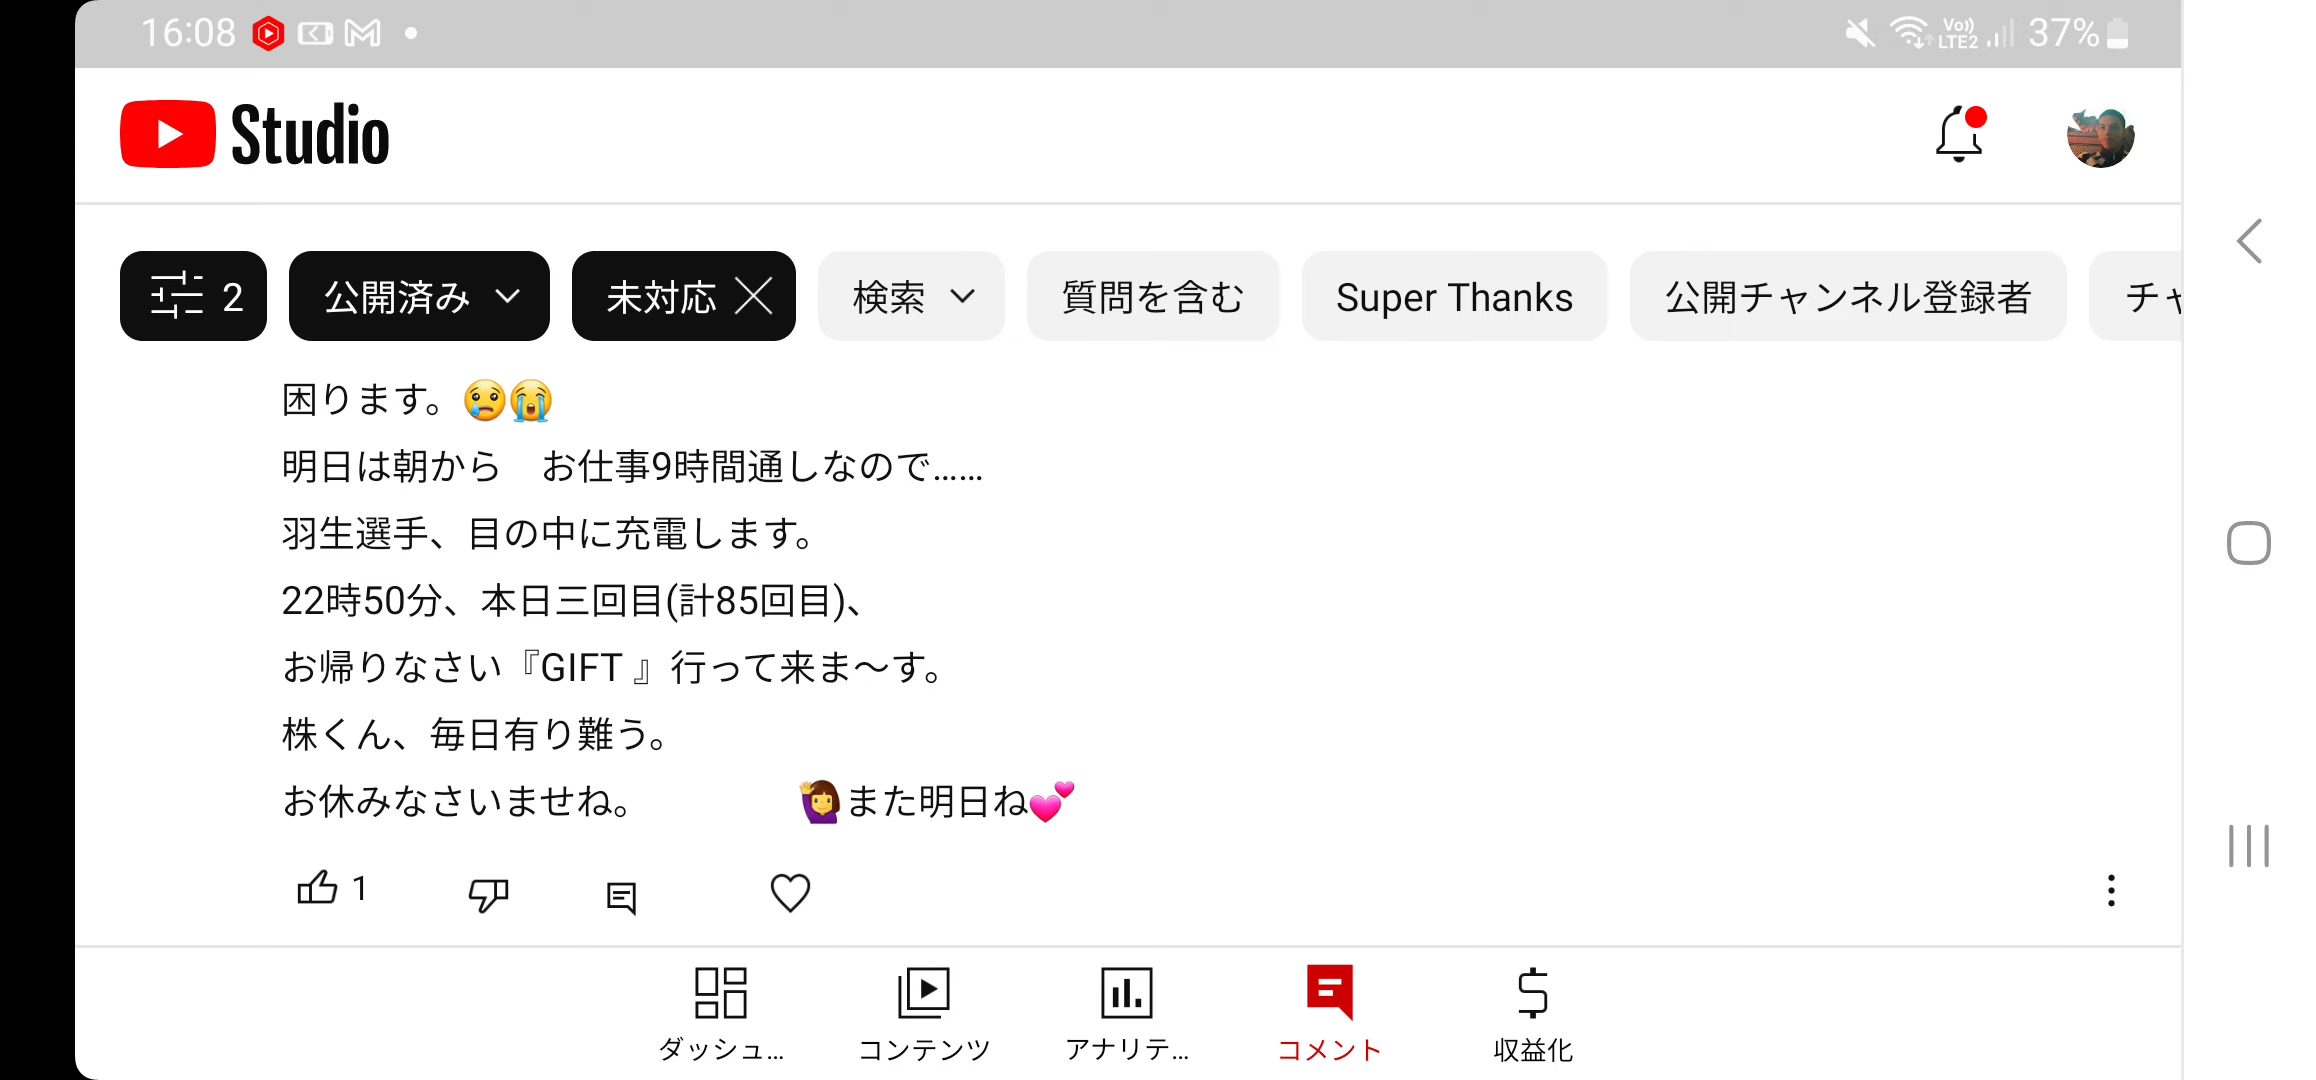 16:08
Vo)) LTE2 37%
Studio
2 公開済み 未対応 検索 質問を含む Super Thanks 公開チャンネル登録者 チャ
困ります。😢😭
明日は朝から　お仕事9時間通しなので......
羽生選手、目の中に充電します。
22時50分、本日三回目(計85回目)、
お帰りなさい『GIFT 』行って来ま〜す。
株くん、毎日有り難う。
お休みなさいませね。　　　　🙋‍♀️また明日ね💕
1
ダッシュ... コンテンツ アナリテ... コメント 収益化